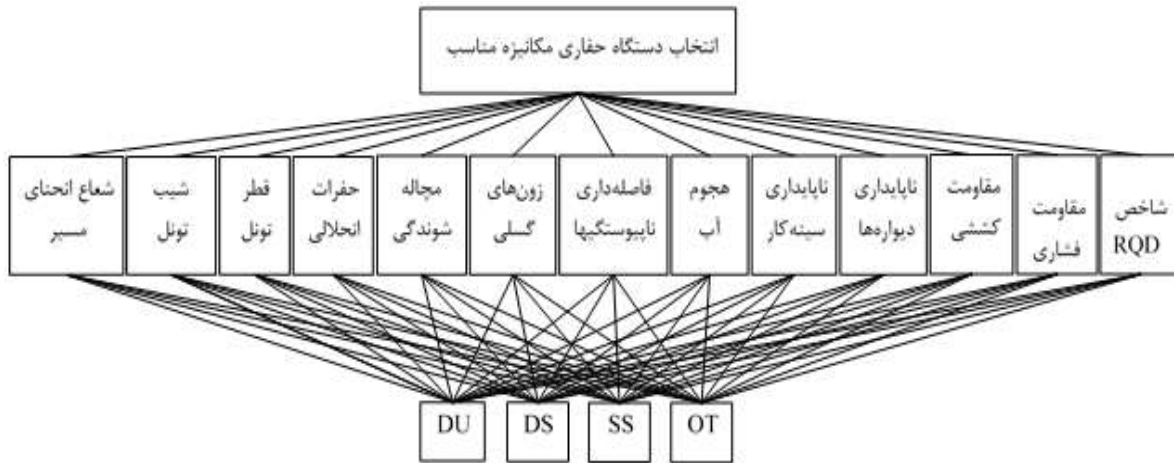 انتخاب دستگاه حفاری مکانیزه مناسب
شاخص
RQD
مقاومت
فشاری
مقاومت
کششی
ناپایداری
دیواره‌ها
ناپایداری
سینه‌کار
هجوم
آب
فاصله‌داری
ناپیوستگیها
زون‌های
گسلی
مچاله
شوندگی
حفرات
انحلالی
قطر
تونل
شیب
تونل
شعاع انحنای
مسیر
DU
DS
SS
OT